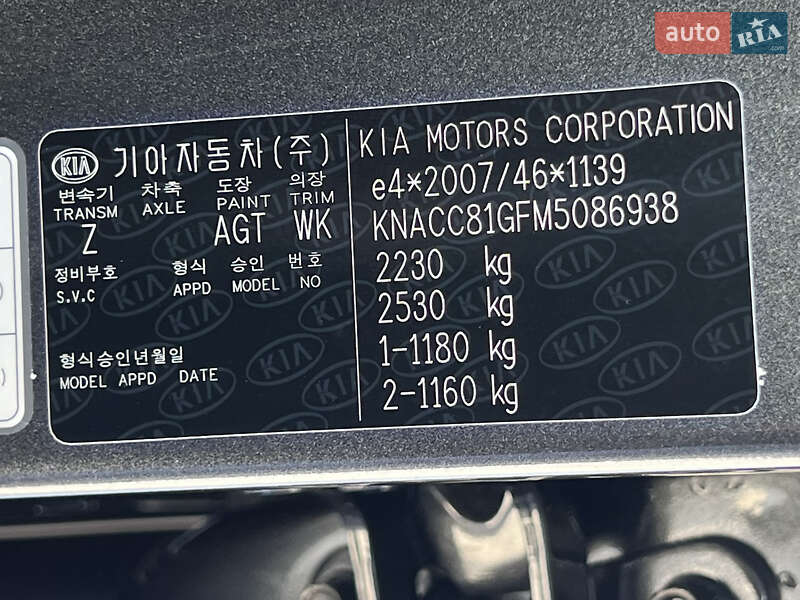 auto RIA.com
KIA 기아자동차(주)
변속기 차축 도장 의장
TRANSM AXLE PAINT TRIM
Z AGT WK
정비부호 형식 승인 번호
S.V.C APPD MODEL NO
형식승인년월일
MODEL APPD DATE
KIA MOTORS CORPORATION
e4*2007/46*1139
KNACC81GFM5086938
2230 kg
2530 kg
1-1180 kg
2-1160 kg